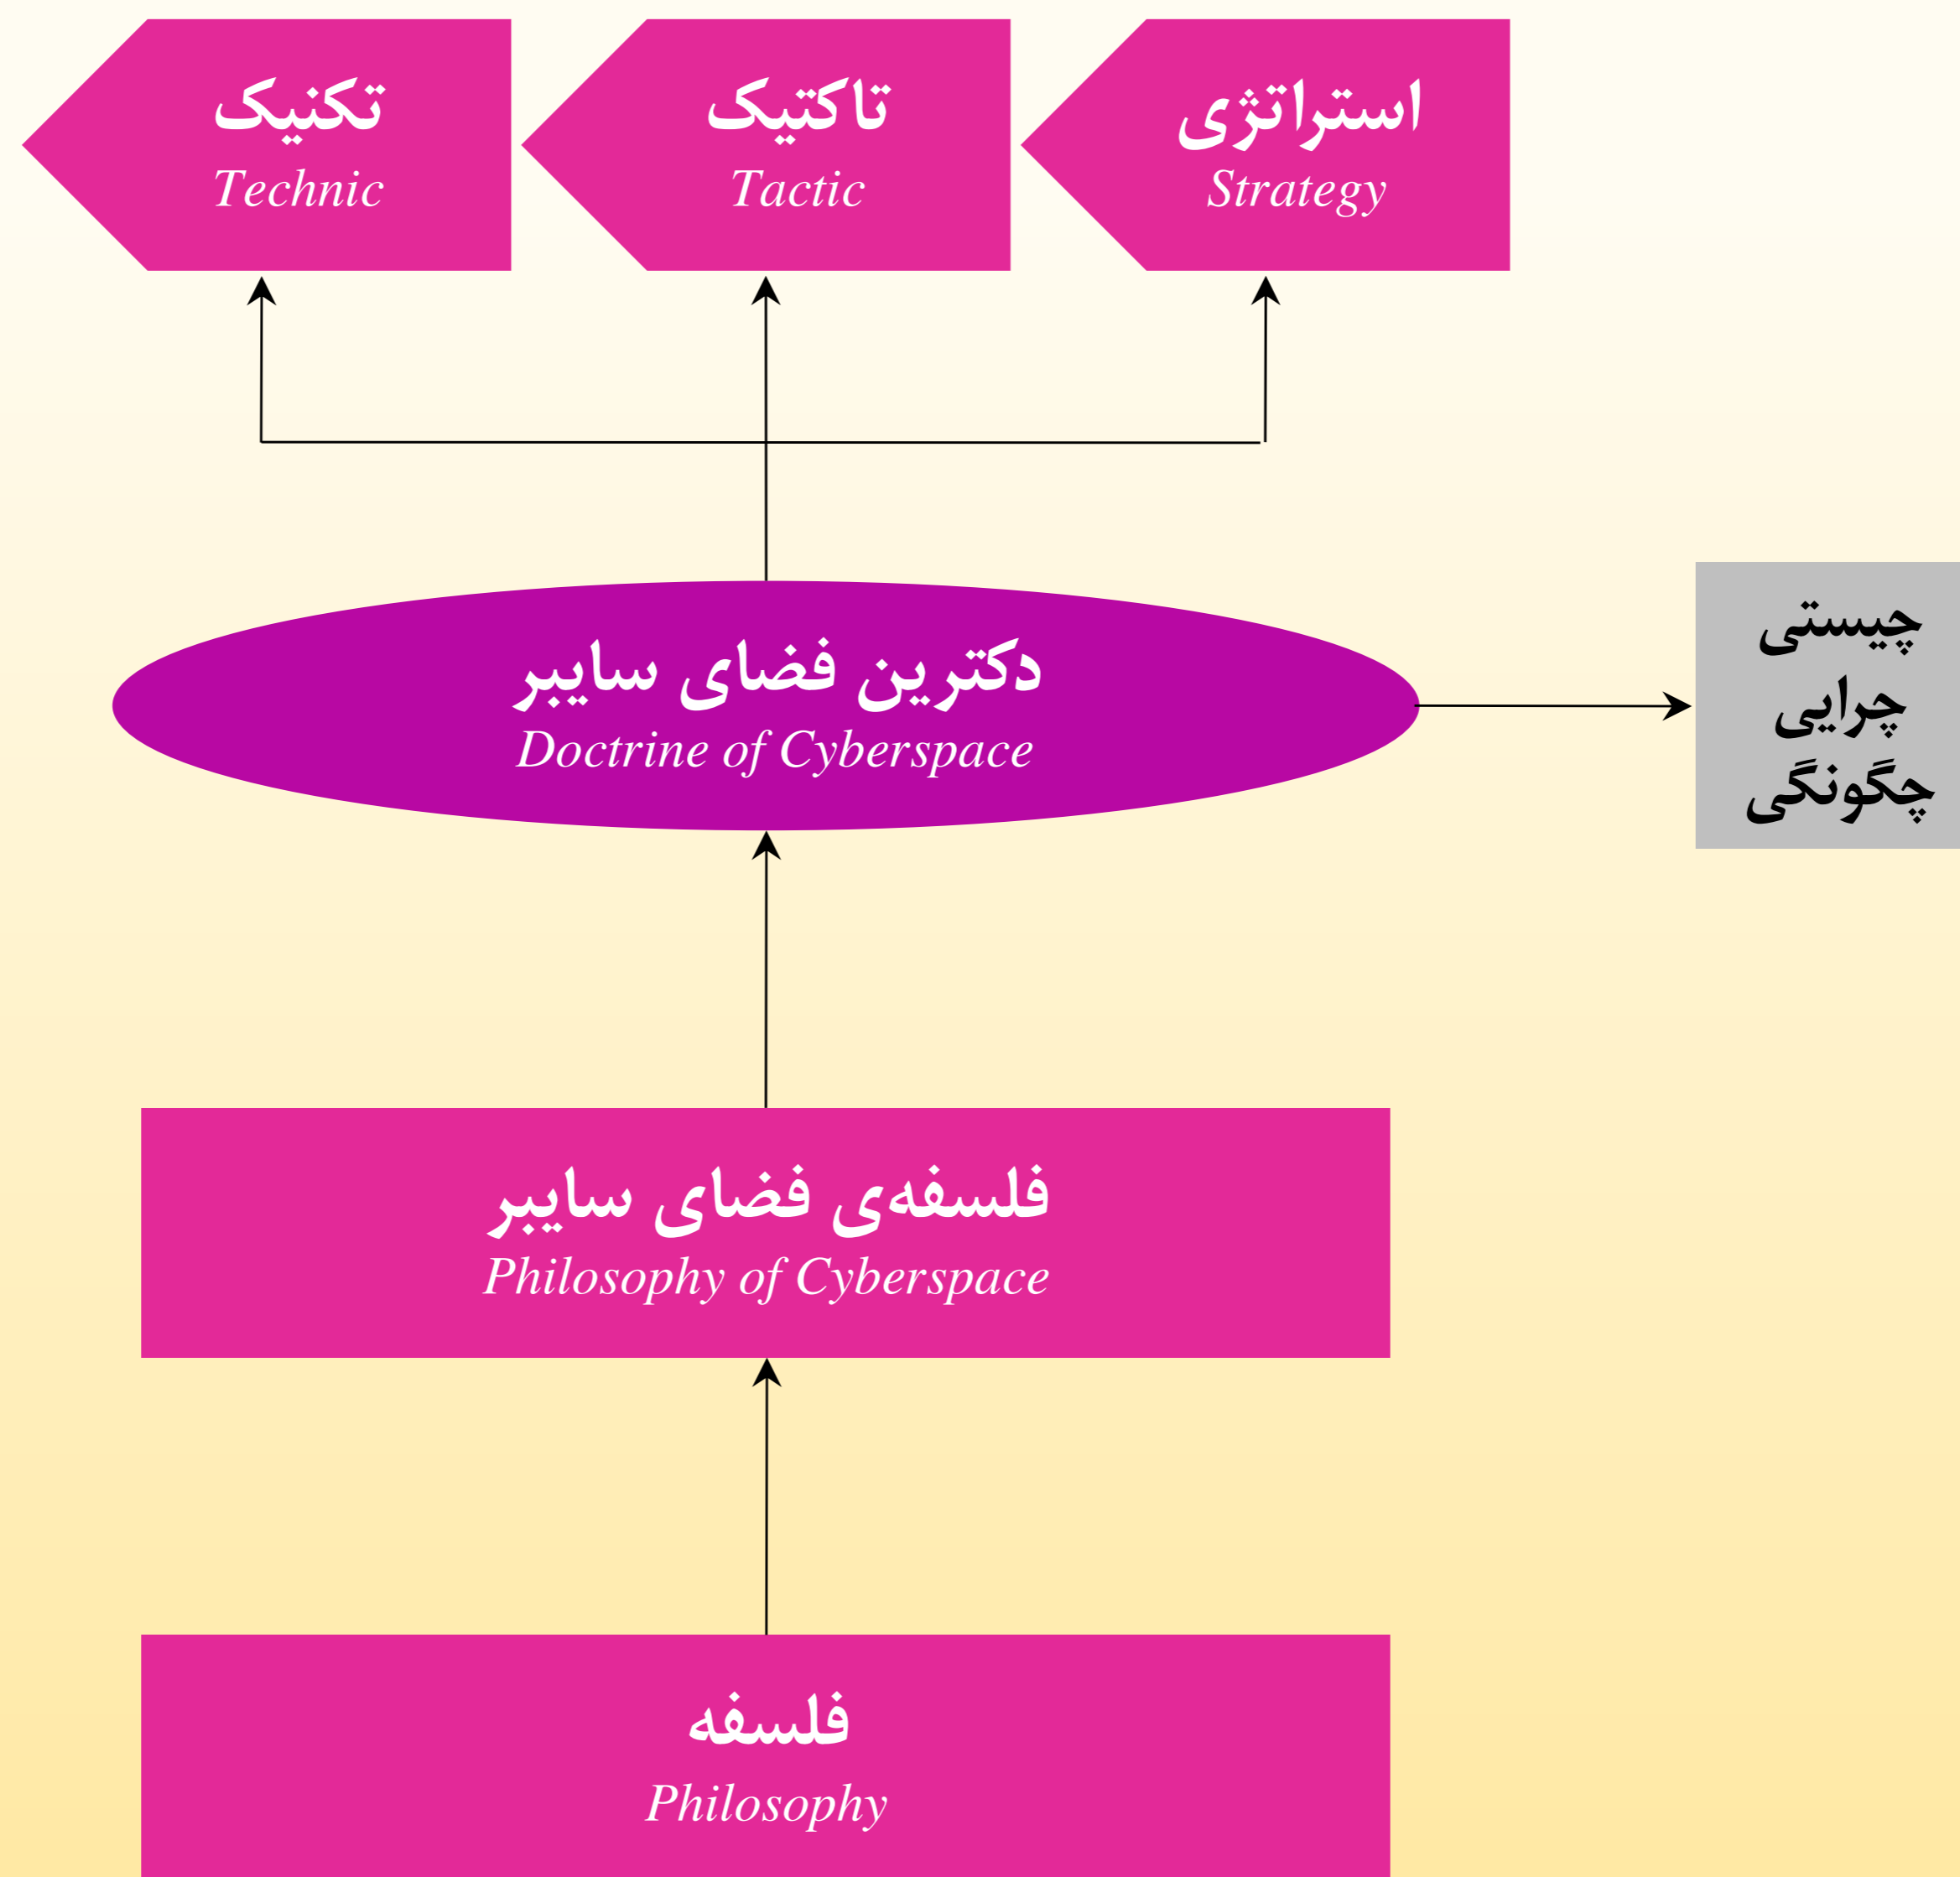 استراتژی
Strategy
تاکتیک
Tactic
تکنیک
Technic
دکترین فضای سایبر
Doctrine of Cyberspace
چیستی
چرایی
چگونگی
فلسفه‌ی فضای سایبر
Philosophy of Cyberspace
فلسفه
Philosophy